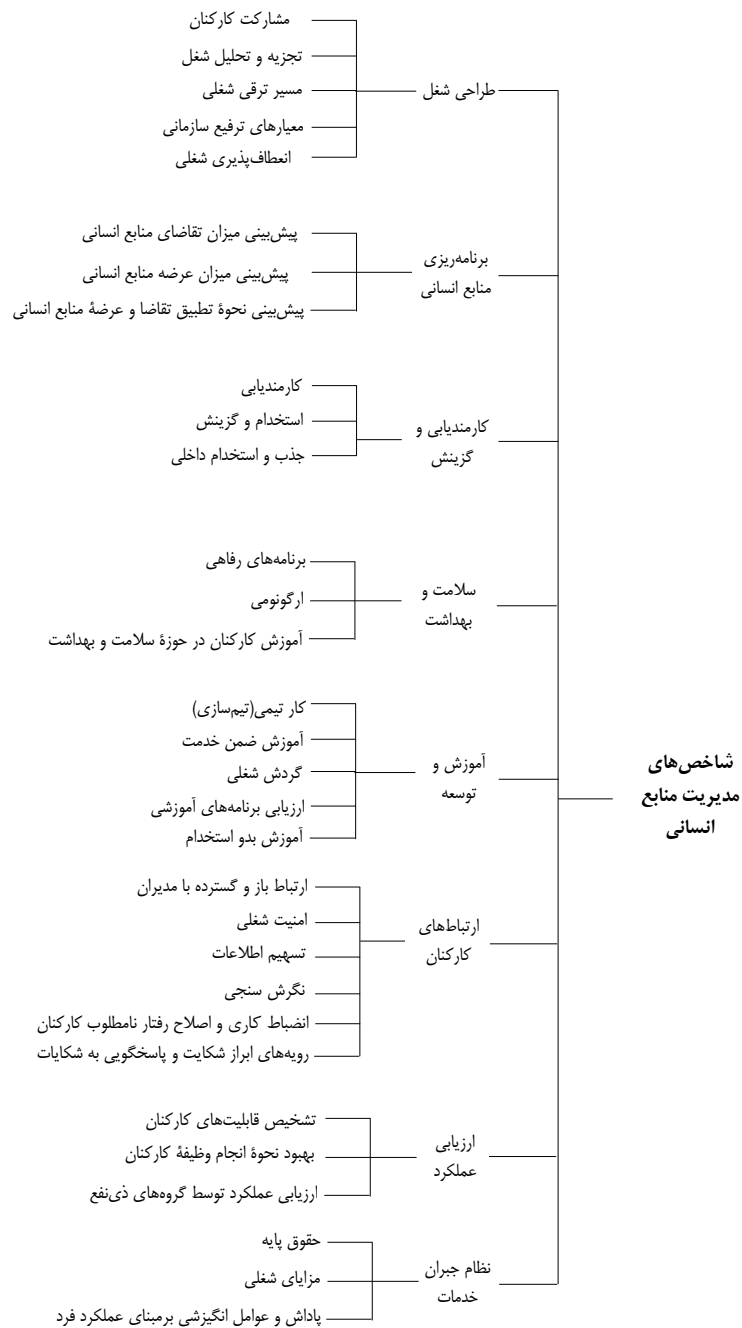 شاخص‌های
مدیریت منابع
انسانی
طراحی شغل
مشارکت کارکنان
تجزیه و تحلیل شغل
مسیر ترقی شغلی
معیارهای ترفیع سازمانی
انعطاف‌پذیری شغلی
برنامه‌ریزی
منابع انسانی
پیش‌بینی میزان تقاضای منابع انسانی
پیش‌بینی میزان عرضه منابع انسانی
پیش‌بینی نحوۀ تطبیق تقاضا و عرضۀ منابع انسانی
کارمندیابی و
گزینش
کارمندیابی
استخدام و گزینش
جذب و استخدام داخلی
سلامت و
بهداشت
برنامه‌های رفاهی
ارگونومی
آموزش کارکنان در حوزۀ سلامت و بهداشت
آموزش و
توسعه
کار تیمی(تیم‌سازی)
آموزش ضمن خدمت
گردش شغلی
ارزیابی برنامه‌های آموزشی
آموزش بدو استخدام
ارتباط‌های
کارکنان
ارتباط باز و گسترده با مدیران
امنیت شغلی
تسهیم اطلاعات
نگرش سنجی
انضباط کاری و اصلاح رفتار نامطلوب کارکنان
رویه‌های ابراز شکایت و پاسخگویی به شکایات
ارزیابی
عملکرد
تشخیص قابلیت‌های کارکنان
بهبود نحوۀ انجام وظیفۀ کارکنان
ارزیابی عملکرد توسط گروه‌های ذی‌نفع
نظام جبران
خدمات
حقوق پایه
مزایای شغلی
پاداش و عوامل انگیزشی برمبنای عملکرد فرد